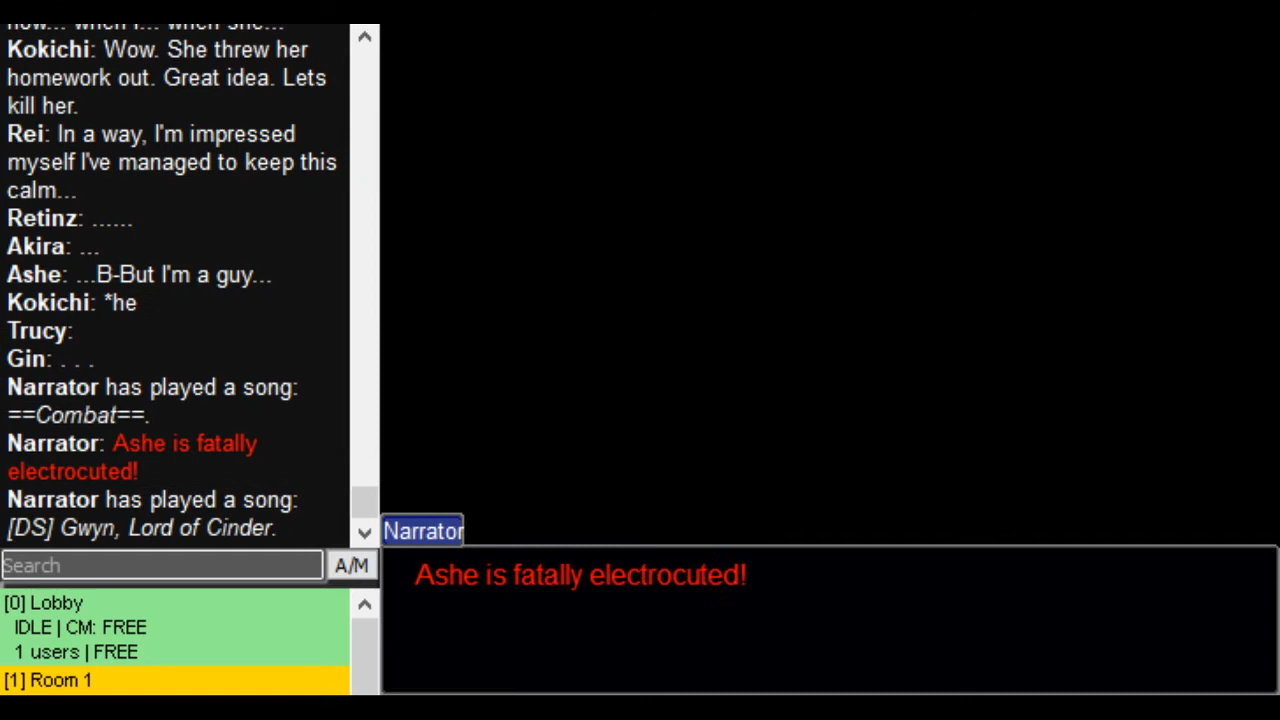 Kokichi: Wow. She threw her
homework out. Great idea. Lets
kill her.
Rei: In a way, I'm impressed
myself I've managed to keep this
calm...
Retinz: ......
Akira: ...
Ashe: ...B-But I'm a guy...
Kokichi: *he
Trucy:
Gin: . . .
Narrator has played a song:
==Combat==.
Narrator: Ashe is fatally
electrocuted!
Narrator has played a song:
[DS] Gwyn, Lord of Cinder.
Search
A/M
[0] Lobby
IDLE | CM: FREE
1 users | FREE
[1] Room 1
Narrator
Ashe is fatally electrocuted!